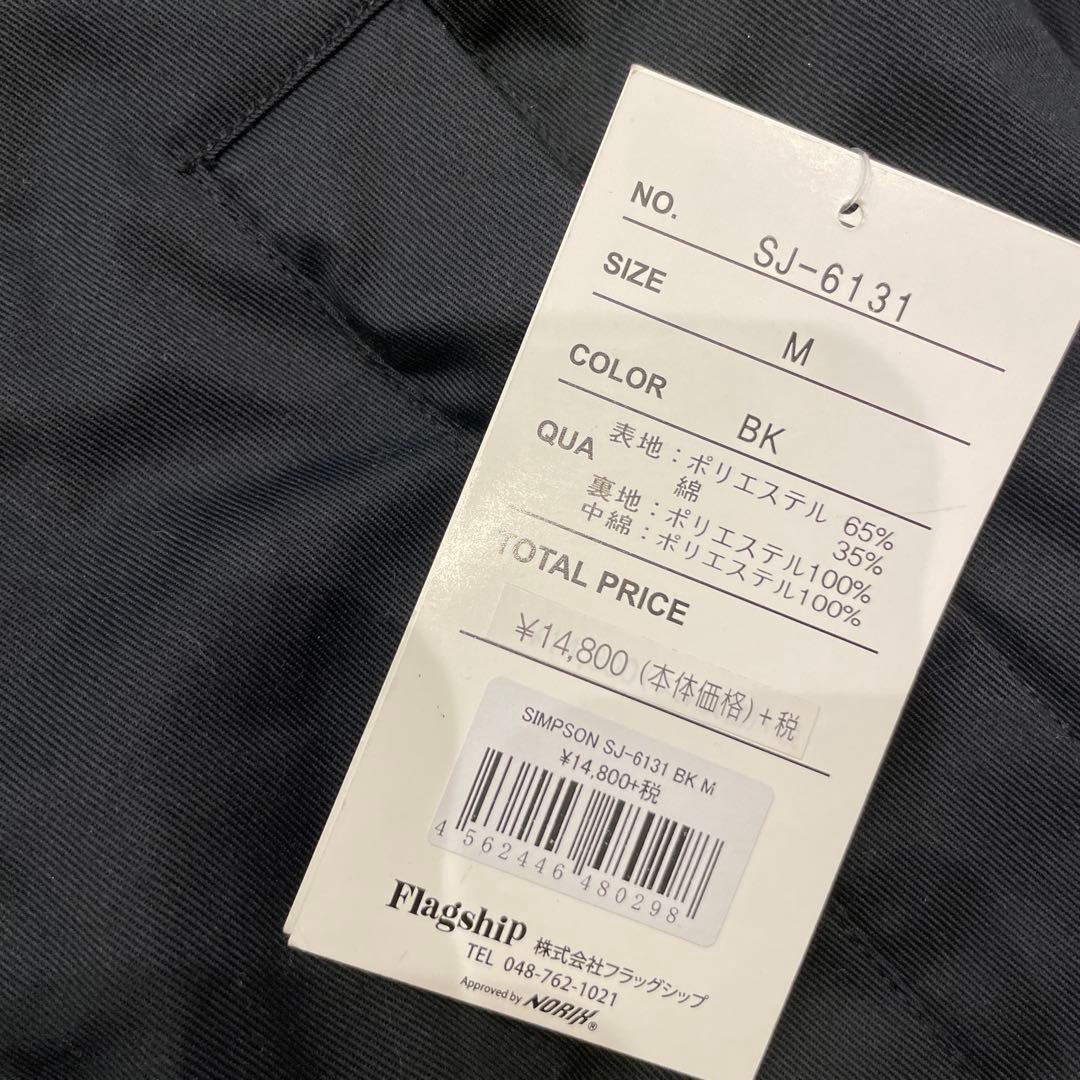 NO.
SJ-6131
SIZE
M
COLOR
BK
QUA 表地：ポリエステル 65%
綿 35%
裏地：ポリエステル100%
中綿：ポリエステル100%
TOTAL PRICE
¥14,800 (本体価格)+税
SIMPSON SJ-6131 BK M
¥14,800+税
4 562446 480298
Flagship 株式会社フラッグシップ
TEL 048-762-1021
Approved by NORIX®